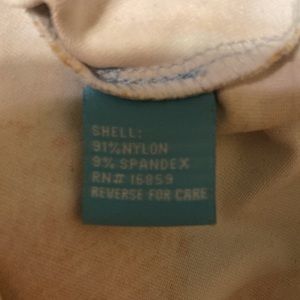 SHELL:
91% NYLON
9% SPANDEX
RN# 16859
REVERSE FOR CARE